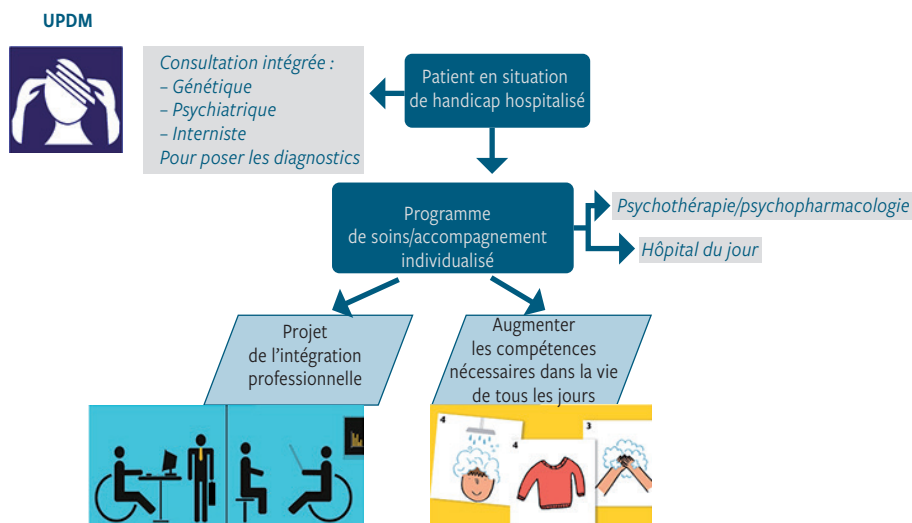 UPDM
Consultation intégrée :
– Génétique
– Psychiatrique
– Interniste
Pour poser les diagnostics
Patient en situation
de handicap hospitalisé
Programme
de soins/accompagnement
individualisé
Psychothérapie/psychopharmacologie
Hôpital du jour
Projet
de l’intégration
professionnelle
Augmenter
les compétences
nécessaires dans la vie
de tous les jours
4
4
3